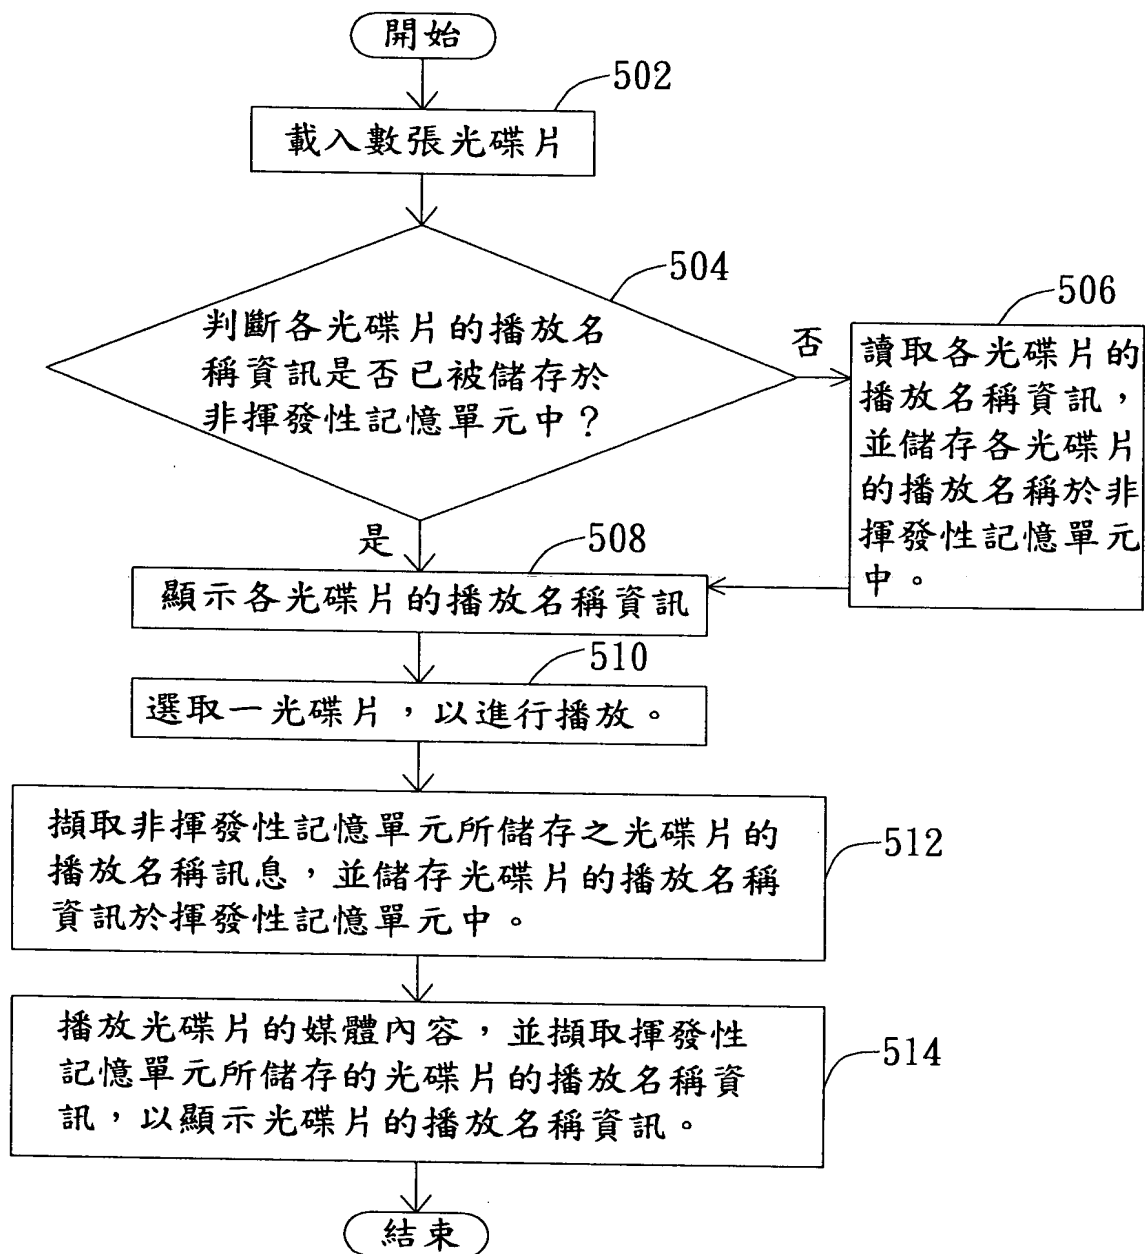 開始
502
載入數張光碟片
504
判斷各光碟片的播放名
稱資訊是否已被儲存於
非揮發性記憶單元中？
否
506
讀取各光碟片的
播放名稱資訊，
並儲存各光碟片
的播放名稱於非
揮發性記憶單元
中。
是
508
顯示各光碟片的播放名稱資訊
510
選取一光碟片，以進行播放。
512
擷取非揮發性記憶單元所儲存之光碟片的
播放名稱訊息，並儲存光碟片的播放名稱
資訊於揮發性記憶單元中。
514
播放光碟片的媒體內容，並擷取揮發性
記憶單元所儲存的光碟片的播放名稱資
訊，以顯示光碟片的播放名稱資訊。
結束